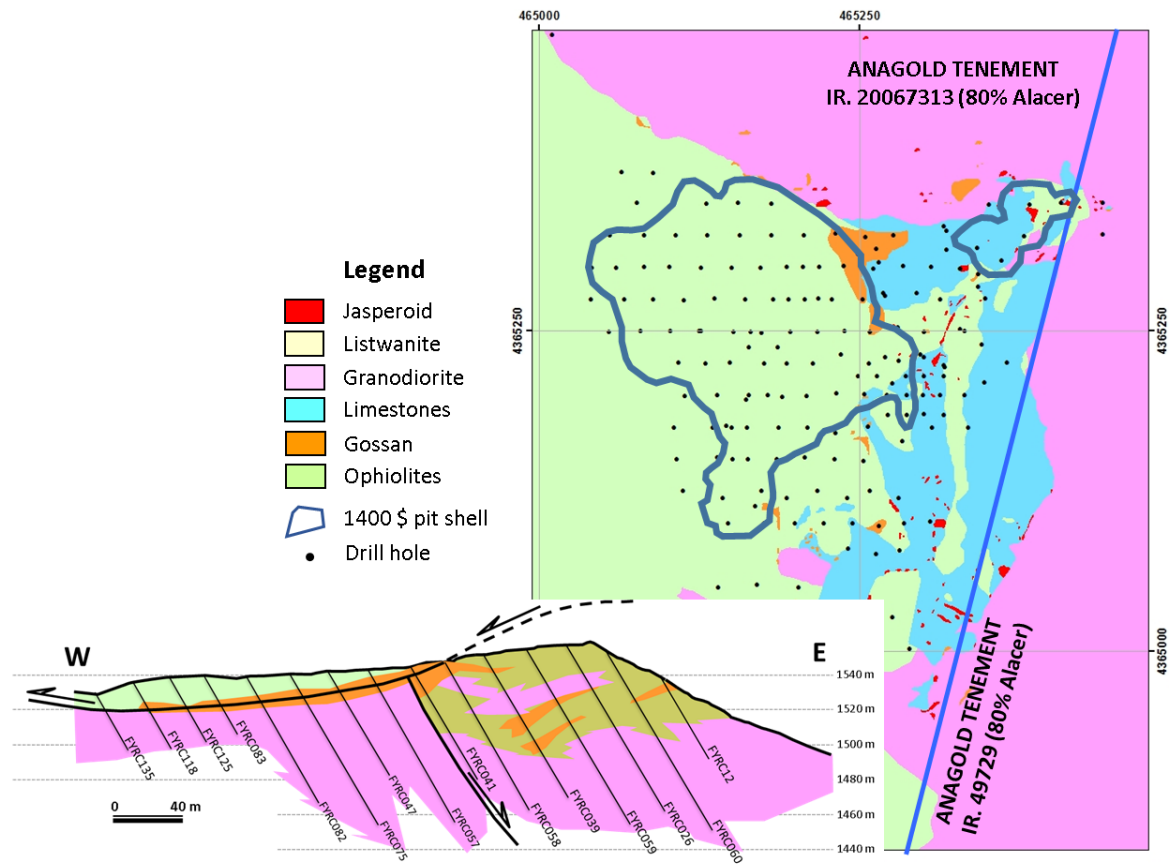 465000
465250
ANAGOLD TENEMENT
IR. 20067313 (80% Alacer)
4365250
4365250
Legend
Jasperoid
Listwanite
Granodiorite
Limestones
Gossan
Ophiolites
1400 $ pit shell
Drill hole
4365000
ANAGOLD TENEMENT
IR. 49729 (80% Alacer)
W
E
1540 m
1520 m
1500 m
1480 m
1460 m
1440 m
FYRC135
FYRC118
FYRC125
FYRC083
FYRC082
FYRC075
FYRC047
FYRC057
FYRC041
FYRC058
FYRC039
FYRC059
FYRC026
FYRC060
FYRC12
0 40 m